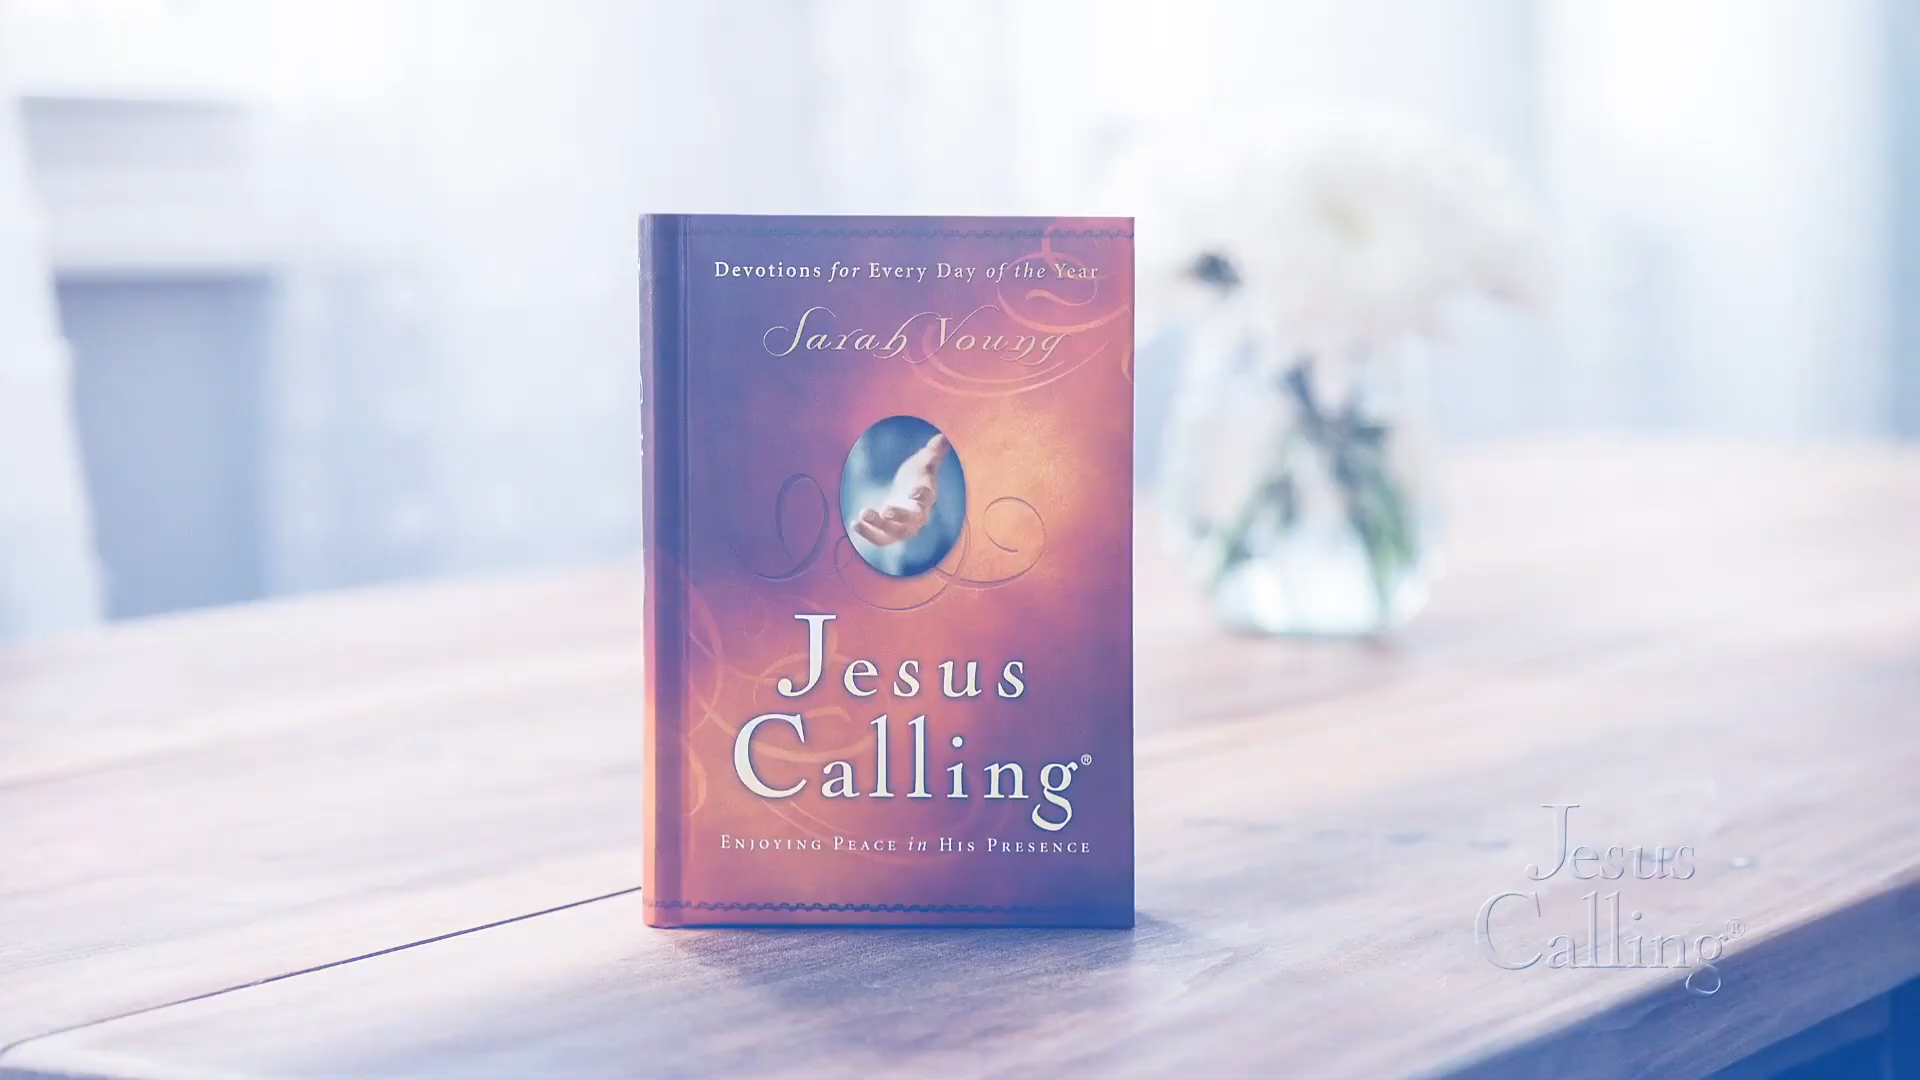 Devotions for Every Day of the Year
Sarah Young
Jesus
Calling®
Enjoying Peace in His Presence
Jesus
Calling®